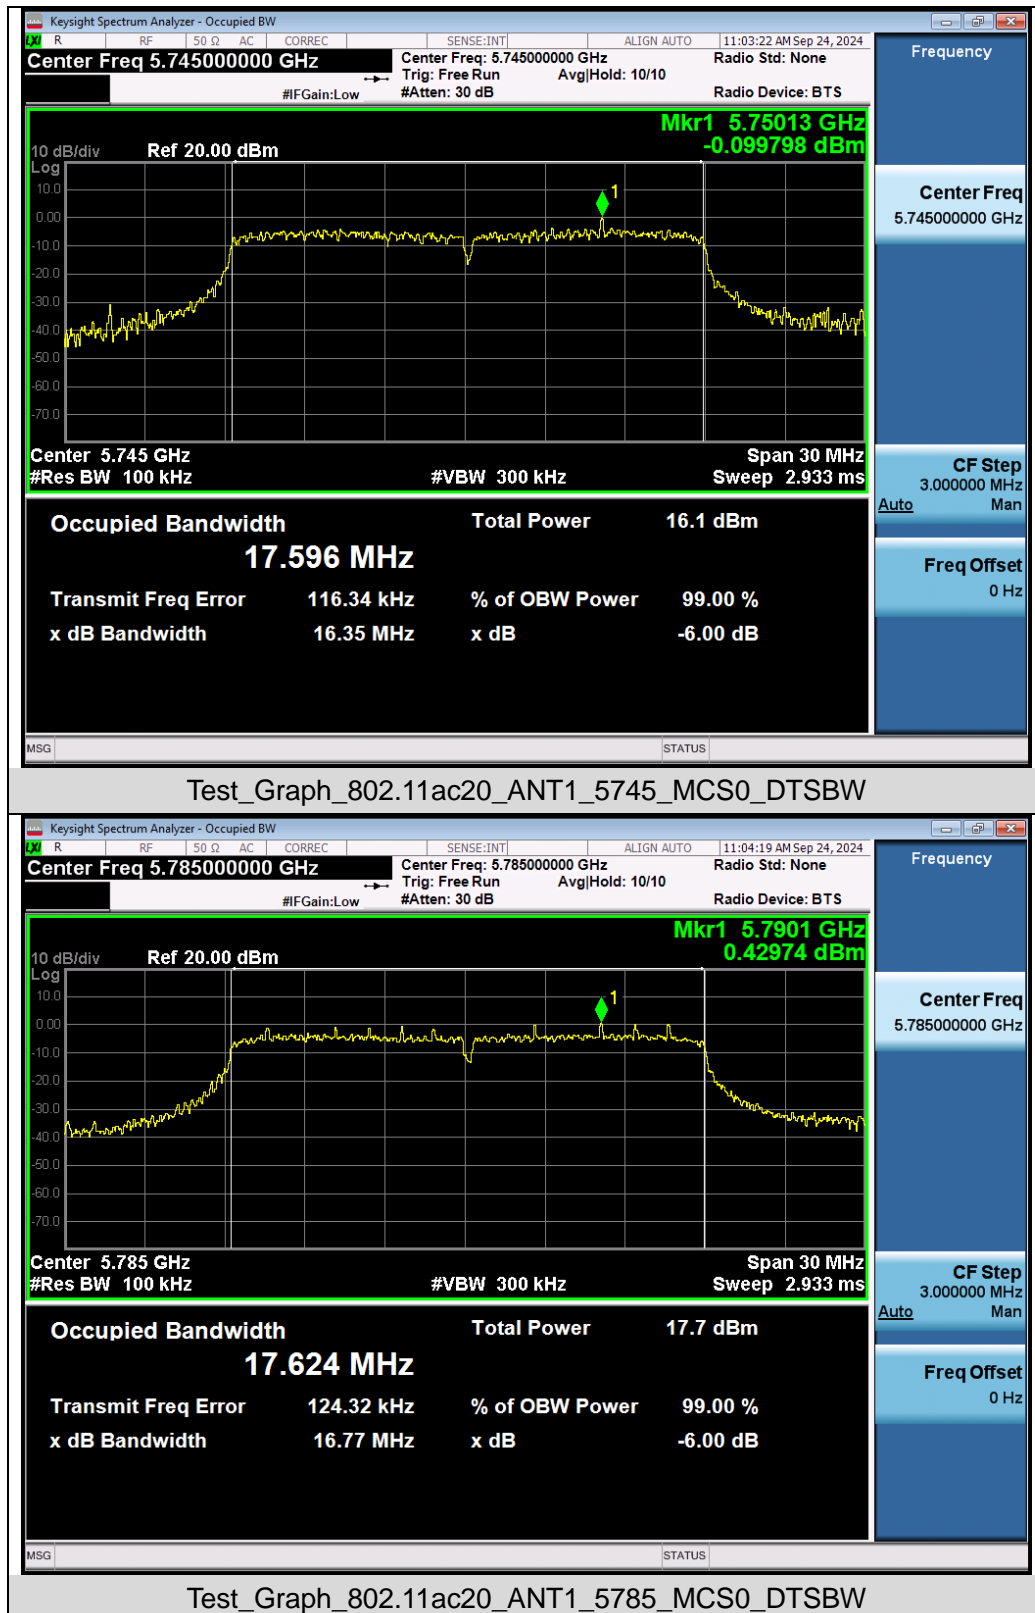 Keysight Spectrum Analyzer - Occupied BW
LXI R RF 50 Ω AC CORREC SENSE:INT ALIGN AUTO 11:03:22 AM Sep 24, 2024
Center Freq 5.745000000 GHz Center Freq: 5.745000000 GHz Radio Std: None Frequency
Trig: Free Run Avg|Hold: 10/10
#IFGain:Low #Atten: 30 dB Radio Device: BTS
Mkr1 5.75013 GHz
10 dB/div Ref 20.00 dBm -0.099798 dBm
Log
10.0
0.00
-10.0
-20.0
-30.0
-40.0
-50.0
-60.0
-70.0
1
Center Freq
5.745000000 GHz
Center 5.745 GHz Span 30 MHz
#Res BW 100 kHz #VBW 300 kHz Sweep 2.933 ms
CF Step
3.000000 MHz
Auto Man
Occupied Bandwidth Total Power 16.1 dBm
17.596 MHz
Freq Offset
0 Hz
Transmit Freq Error 116.34 kHz % of OBW Power 99.00 %
x dB Bandwidth 16.35 MHz x dB -6.00 dB
MSG STATUS
Test_Graph_802.11ac20_ANT1_5745_MCS0_DTSBW
Keysight Spectrum Analyzer - Occupied BW
LXI R RF 50 Ω AC CORREC SENSE:INT ALIGN AUTO 11:04:19 AM Sep 24, 2024
Center Freq 5.785000000 GHz Center Freq: 5.785000000 GHz Radio Std: None Frequency
Trig: Free Run Avg|Hold: 10/10
#IFGain:Low #Atten: 30 dB Radio Device: BTS
Mkr1 5.7901 GHz
10 dB/div Ref 20.00 dBm 0.42974 dBm
Log
10.0
0.00
-10.0
-20.0
-30.0
-40.0
-50.0
-60.0
-70.0
1
Center Freq
5.785000000 GHz
Center 5.785 GHz Span 30 MHz
#Res BW 100 kHz #VBW 300 kHz Sweep 2.933 ms
CF Step
3.000000 MHz
Auto Man
Occupied Bandwidth Total Power 17.7 dBm
17.624 MHz
Freq Offset
0 Hz
Transmit Freq Error 124.32 kHz % of OBW Power 99.00 %
x dB Bandwidth 16.77 MHz x dB -6.00 dB
MSG STATUS
Test_Graph_802.11ac20_ANT1_5785_MCS0_DTSBW